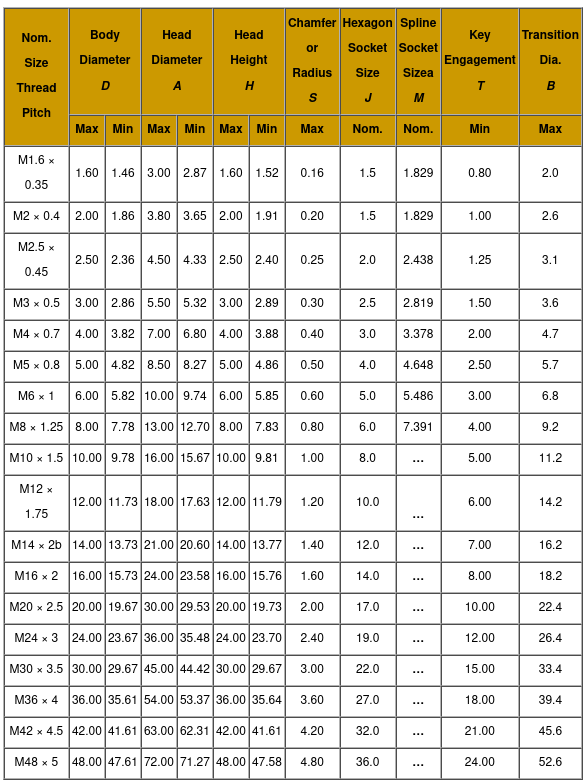 Nom. Size Thread Pitch | Body Diameter D | Head Diameter A | Head Height H | Chamfer or Radius S | Hexagon Socket Size J | Spline Socket Sizea M | Key Engagement T | Transition Dia. B
Max | Min | Max | Min | Max | Min | Max | Nom. | Nom. | Min | Max
M1.6 × 0.35 | 1.60 | 1.46 | 3.00 | 2.87 | 1.60 | 1.52 | 0.16 | 1.5 | 1.829 | 0.80 | 2.0
M2 × 0.4 | 2.00 | 1.86 | 3.80 | 3.65 | 2.00 | 1.91 | 0.20 | 1.5 | 1.829 | 1.00 | 2.6
M2.5 × 0.45 | 2.50 | 2.36 | 4.50 | 4.33 | 2.50 | 2.40 | 0.25 | 2.0 | 2.438 | 1.25 | 3.1
M3 × 0.5 | 3.00 | 2.86 | 5.50 | 5.32 | 3.00 | 2.89 | 0.30 | 2.5 | 2.819 | 1.50 | 3.6
M4 × 0.7 | 4.00 | 3.82 | 7.00 | 6.80 | 4.00 | 3.88 | 0.40 | 3.0 | 3.378 | 2.00 | 4.7
M5 × 0.8 | 5.00 | 4.82 | 8.50 | 8.27 | 5.00 | 4.86 | 0.50 | 4.0 | 4.648 | 2.50 | 5.7
M6 × 1 | 6.00 | 5.82 | 10.00 | 9.74 | 6.00 | 5.85 | 0.60 | 5.0 | 5.486 | 3.00 | 6.8
M8 × 1.25 | 8.00 | 7.78 | 13.00 | 12.70 | 8.00 | 7.83 | 0.80 | 6.0 | 7.391 | 4.00 | 9.2
M10 × 1.5 | 10.00 | 9.78 | 16.00 | 15.67 | 10.00 | 9.81 | 1.00 | 8.0 | ... | 5.00 | 11.2
M12 × 1.75 | 12.00 | 11.73 | 18.00 | 17.63 | 12.00 | 11.79 | 1.20 | 10.0 | ... | 6.00 | 14.2
M14 × 2b | 14.00 | 13.73 | 21.00 | 20.60 | 14.00 | 13.77 | 1.40 | 12.0 | ... | 7.00 | 16.2
M16 × 2 | 16.00 | 15.73 | 24.00 | 23.58 | 16.00 | 15.76 | 1.60 | 14.0 | ... | 8.00 | 18.2
M20 × 2.5 | 20.00 | 19.67 | 30.00 | 29.53 | 20.00 | 19.73 | 2.00 | 17.0 | ... | 10.00 | 22.4
M24 × 3 | 24.00 | 23.67 | 36.00 | 35.48 | 24.00 | 23.70 | 2.40 | 19.0 | ... | 12.00 | 26.4
M30 × 3.5 | 30.00 | 29.67 | 45.00 | 44.42 | 30.00 | 29.67 | 3.00 | 22.0 | ... | 15.00 | 33.4
M36 × 4 | 36.00 | 35.61 | 54.00 | 53.37 | 36.00 | 35.64 | 3.60 | 27.0 | ... | 18.00 | 39.4
M42 × 4.5 | 42.00 | 41.61 | 63.00 | 62.31 | 42.00 | 41.61 | 4.20 | 32.0 | ... | 21.00 | 45.6
M48 × 5 | 48.00 | 47.61 | 72.00 | 71.27 | 48.00 | 47.58 | 4.80 | 36.0 | ... | 24.00 | 52.6